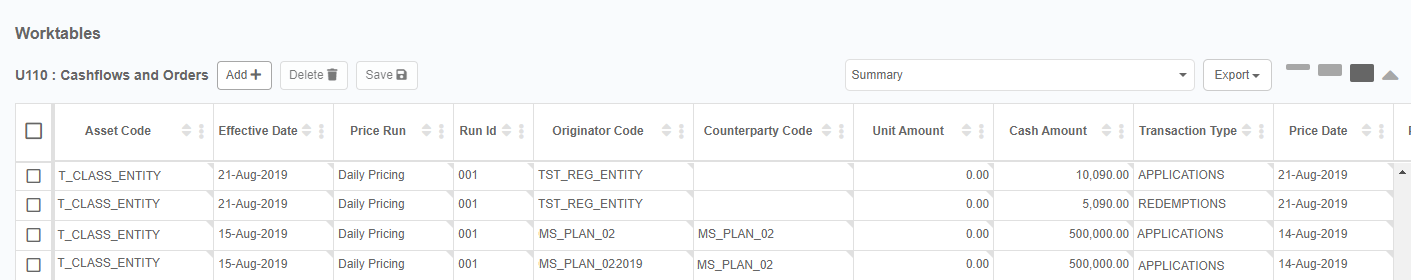 Worktables
U110 : Cashflows and Orders Add Delete Save Summary Export
Asset Code Effective Date Price Run Run Id Originator Code Counterparty Code Unit Amount Cash Amount Transaction Type Price Date
T_CLASS_ENTITY 21-Aug-2019 Daily Pricing 001 TST_REG_ENTITY 0.00 10,090.00 APPLICATIONS 21-Aug-2019
T_CLASS_ENTITY 21-Aug-2019 Daily Pricing 001 TST_REG_ENTITY 0.00 5,090.00 REDEMPTIONS 21-Aug-2019
T_CLASS_ENTITY 15-Aug-2019 Daily Pricing 001 MS_PLAN_02 MS_PLAN_02 0.00 500,000.00 APPLICATIONS 14-Aug-2019
T_CLASS_ENTITY 15-Aug-2019 Daily Pricing 001 MS_PLAN_022019 MS_PLAN_02 0.00 500,000.00 APPLICATIONS 14-Aug-2019